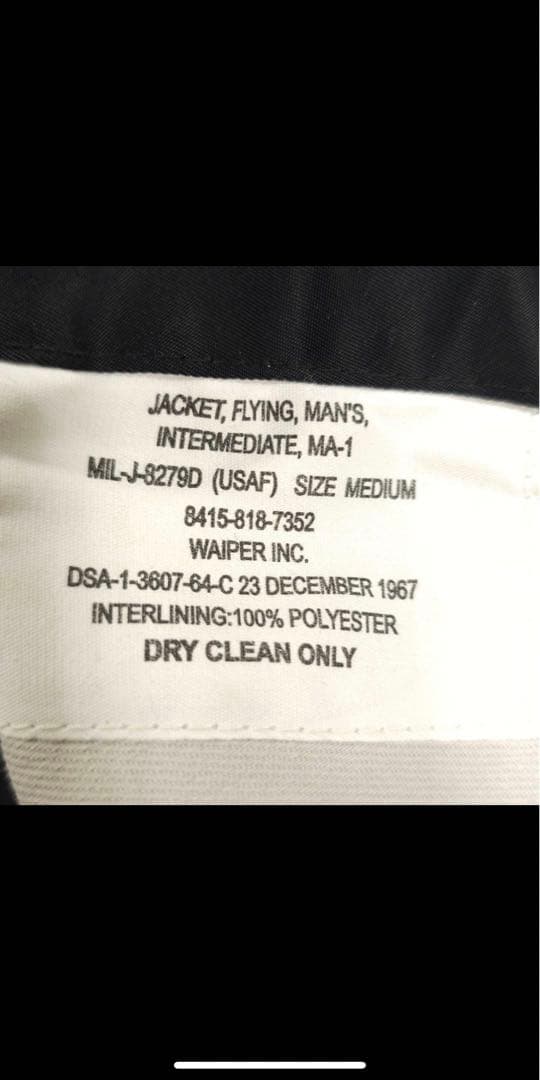 JACKET, FLYING, MAN'S,
INTERMEDIATE, MA-1
MIL-J-8279D (USAF) SIZE MEDIUM
8415-818-7352
WAIPER INC.
DSA-1-3607-64-C 23 DECEMBER 1967
INTERLINING:100% POLYESTER
DRY CLEAN ONLY